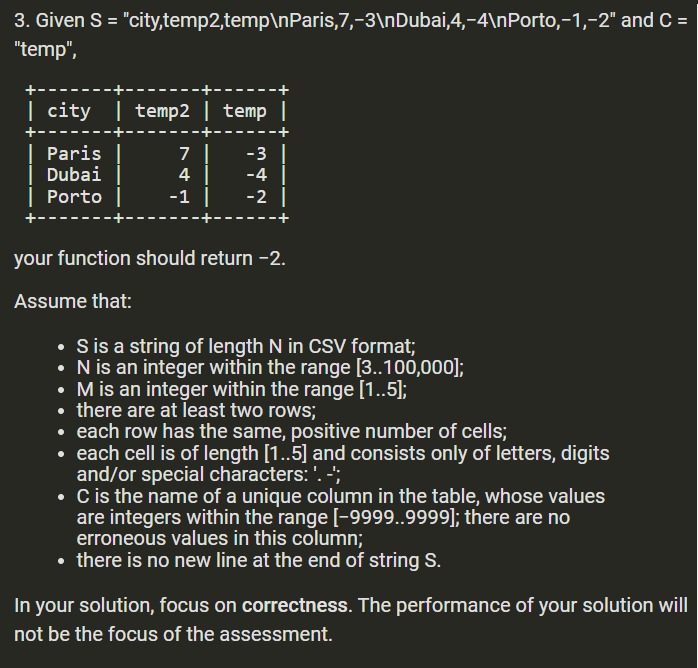 3. Given S = "city,temp2,temp\nParis,7,−3\nDubai,4,−4\nPorto,−1,−2" and C =
"temp",
+-------+-------+------+
| city  | temp2 | temp |
+-------+-------+------+
| Paris |     7 |   -3 |
| Dubai |     4 |   -4 |
| Porto |    -1 |   -2 |
+-------+-------+------+
your function should return −2.
Assume that:
• S is a string of length N in CSV format;
• N is an integer within the range [3..100,000];
• M is an integer within the range [1..5];
• there are at least two rows;
• each row has the same, positive number of cells;
• each cell is of length [1..5] and consists only of letters, digits
and/or special characters: '. -';
• C is the name of a unique column in the table, whose values
are integers within the range [−9999..9999]; there are no
erroneous values in this column;
• there is no new line at the end of string S.
In your solution, focus on correctness. The performance of your solution will
not be the focus of the assessment.